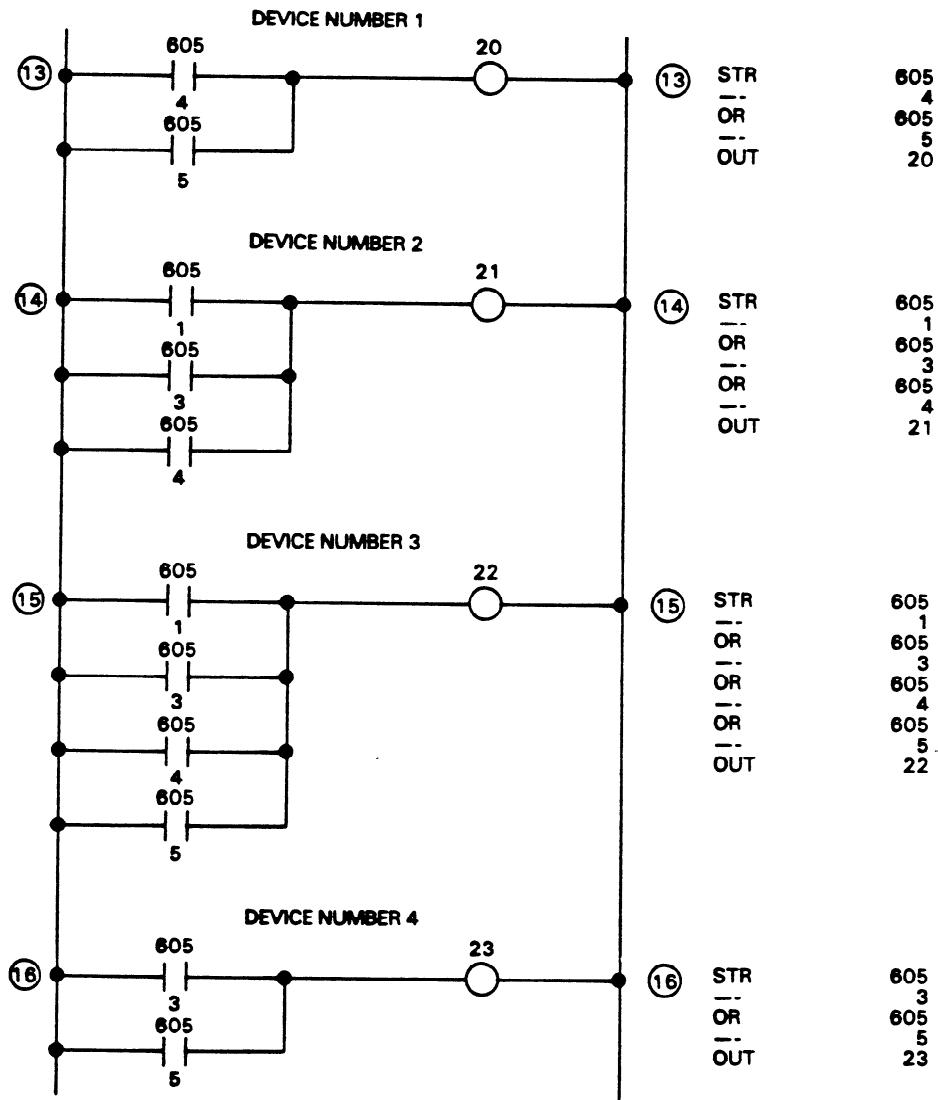 DEVICE NUMBER 1
605
20
13
4
605
5
13
STR 605
—- 4
OR 605
—- 5
OUT 20
DEVICE NUMBER 2
605
21
14
1
605
3
605
4
14
STR 605
—- 1
OR 605
—- 3
OR 605
—- 4
OUT 21
DEVICE NUMBER 3
605
22
15
1
605
3
605
4
605
5
15
STR 605
—- 1
OR 605
—- 3
OR 605
—- 4
OR 605
—- 5
OUT 22
DEVICE NUMBER 4
605
23
16
3
605
5
16
STR 605
—- 3
OR 605
—- 5
OUT 23